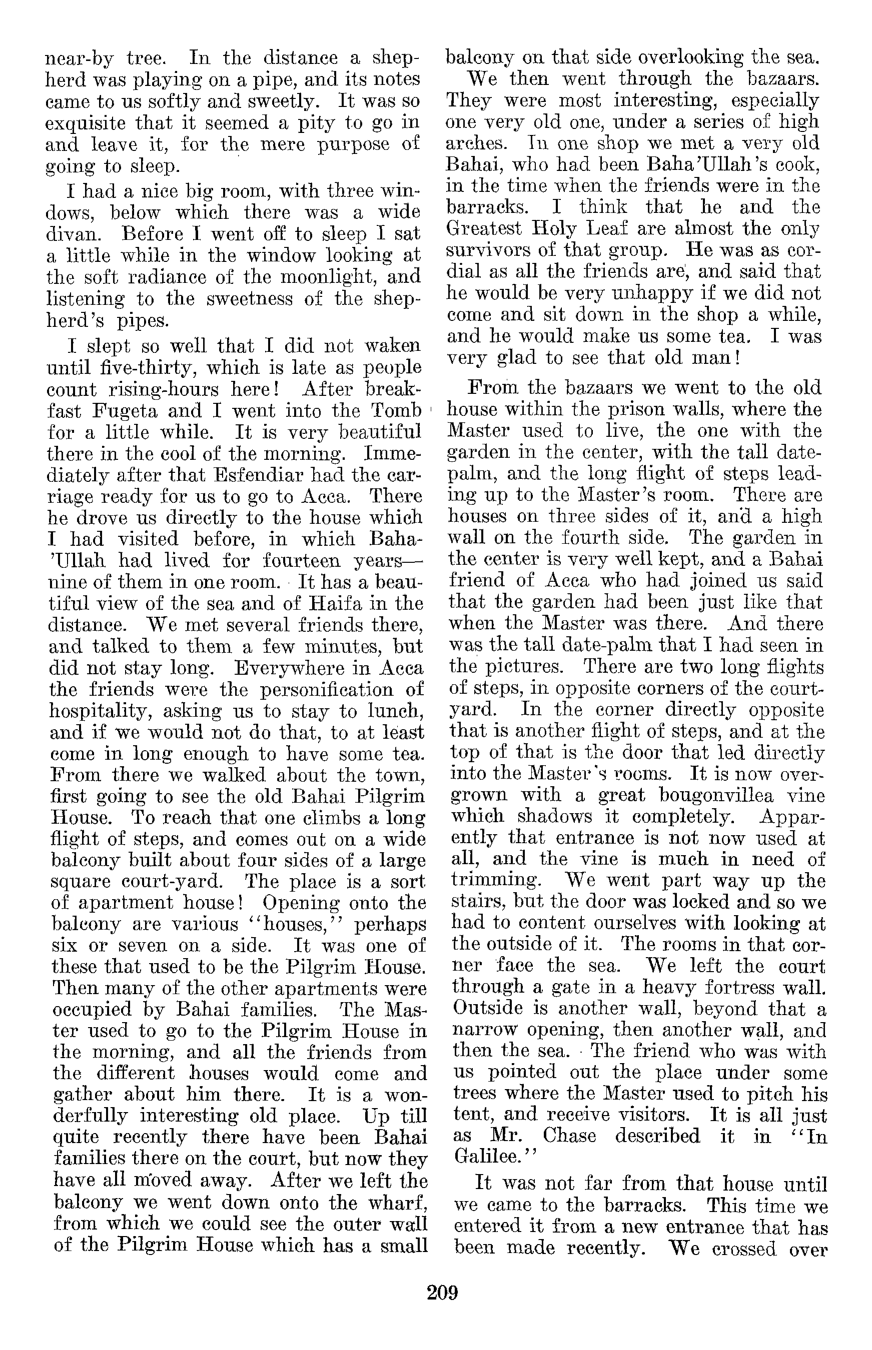 near-by tree. In the distance a shep-
herd was playing on a pipe, and its notes
came to us softly and sweetly. It was so
exquisite that it seemed a pity to go in
and leave it, for the mere purpose of
going to sleep.
I had a nice big room, with three win-
dows, below which there was a wide
divan. Before I went off to sleep I sat
a little while in the window looking at
the soft radiance of the moonlight, and
listening to the sweetness of the shep-
herd's pipes.
I slept so well that I did not waken
until five-thirty, which is late as people
count rising-hours here! After break-
fast Fugeta and I went into the Tomb
for a little while. It is very beautiful
there in the cool of the morning. Imme-
diately after that Esfendiar had the car-
riage ready for us to go to Acca. There
he drove us directly to the house which
I had visited before, in which Baha-
'Ullah had lived for fourteen years—
nine of them in one room. It has a beau-
tiful view of the sea and of Haifa in the
distance. We met several friends there,
and talked to them a few minutes, but
did not stay long. Everywhere in Acca
the friends were the personification of
hospitality, asking us to stay to lunch,
and if we would not do that, to at least
come in long enough to have some tea.
From there we walked about the town,
first going to see the old Bahai Pilgrim
House. To reach that one climbs a long
flight of steps, and comes out on a wide
balcony built about four sides of a large
square court-yard. The place is a sort
of apartment house! Opening onto the
balcony are various "houses," perhaps
six or seven on a side. It was one of
these that used to be the Pilgrim House.
Then many of the other apartments were
occupied by Bahai families. The Mas-
ter used to go to the Pilgrim House in
the morning, and all the friends from
the different houses would come and
gather about him there. It is a won-
derfully interesting old place. Up till
quite recently there have been Bahai
families there on the court, but now they
have all moved away. After we left the
balcony we went down onto the wharf,
from which we could see the outer wall
of the Pilgrim House which has a small
balcony on that side overlooking the sea.
We then went through the bazaars.
They were most interesting, especially
one very old one, under a series of high
arches. In one shop we met a very old
Bahai, who had been Baha'Ullah's cook,
in the time when the friends were in the
barracks. I think that he and the
Greatest Holy Leaf are almost the only
survivors of that group. He was as cor-
dial as all the friends are, and said that
he would be very unhappy if we did not
come and sit down in the shop a while,
and he would make us some tea. I was
very glad to see that old man!
From the bazaars we went to the old
house within the prison walls, where the
Master used to live, the one with the
garden in the center, with the tall date-
palm, and the long flight of steps lead-
ing up to the Master's room. There are
houses on three sides of it, and a high
wall on the fourth side. The garden in
the center is very well kept, and a Bahai
friend of Acca who had joined us said
that the garden had been just like that
when the Master was there. And there
was the tall date-palm that I had seen in
the pictures. There are two long flights
of steps, in opposite corners of the court-
yard. In the corner directly opposite
that is another flight of steps, and at the
top of that is the door that led directly
into the Master's rooms. It is now over-
grown with a great bougonvillea vine
which shadows it completely. Appar-
ently that entrance is not now used at
all, and the vine is much in need of
trimming. We went part way up the
stairs, but the door was locked and so we
had to content ourselves with looking at
the outside of it. The rooms in that cor-
ner face the sea. We left the court
through a gate in a heavy fortress wall.
Outside is another wall, beyond that a
narrow opening, then another wall, and
then the sea. The friend who was with
us pointed out the place under some
trees where the Master used to pitch his
tent, and receive visitors. It is all just
as Mr. Chase described it in "In
Galilee."
It was not far from that house until
we came to the barracks. This time we
entered it from a new entrance that has
been made recently. We crossed over
209